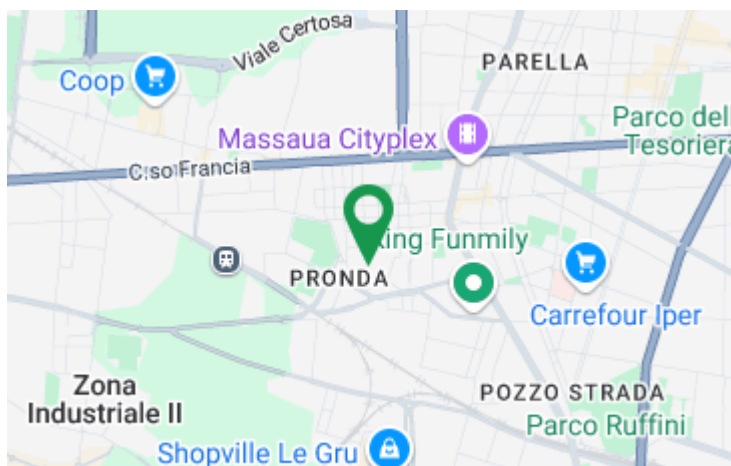 Viale Certosa
PARELLA
Coop
Parco del
Tesoriera
Massaua Cityplex
C.so Francia
King Funmily
PRONDA
Carrefour Iper
Zona
Industriale II
POZZO STRADA
Parco Ruffini
Shopville Le Gru